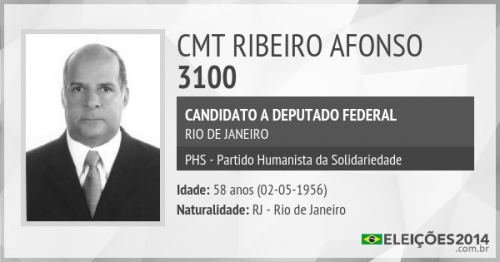 CMT RIBEIRO AFONSO
3100
CANDIDATO A DEPUTADO FEDERAL
RIO DE JANEIRO
PHS - Partido Humanista da Solidariedade
Idade: 58 anos (02-05-1956)
Naturalidade: RJ - Rio de Janeiro
ELEIÇÕES2014
.com.br